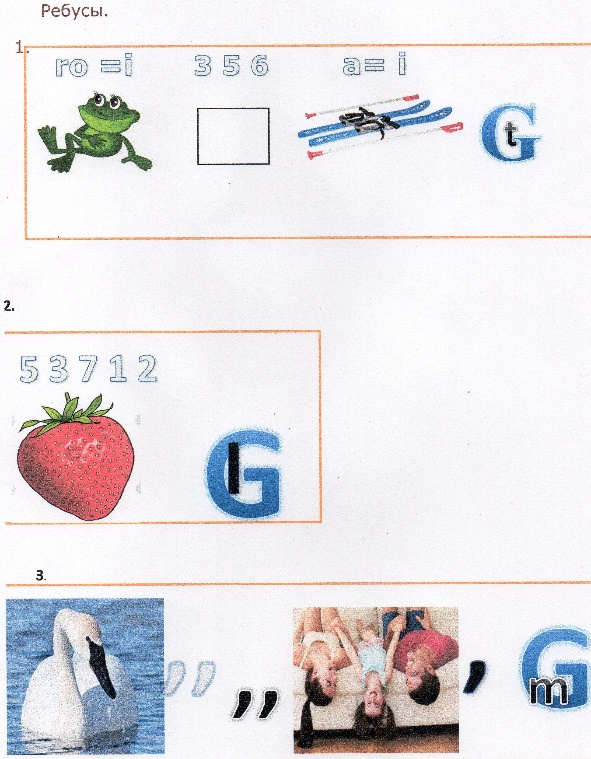 Ребусы.
1.
ro =i 3 5 6 a= i
G t
2.
5 3 7 1 2
G l
3.
,, ,, , G m